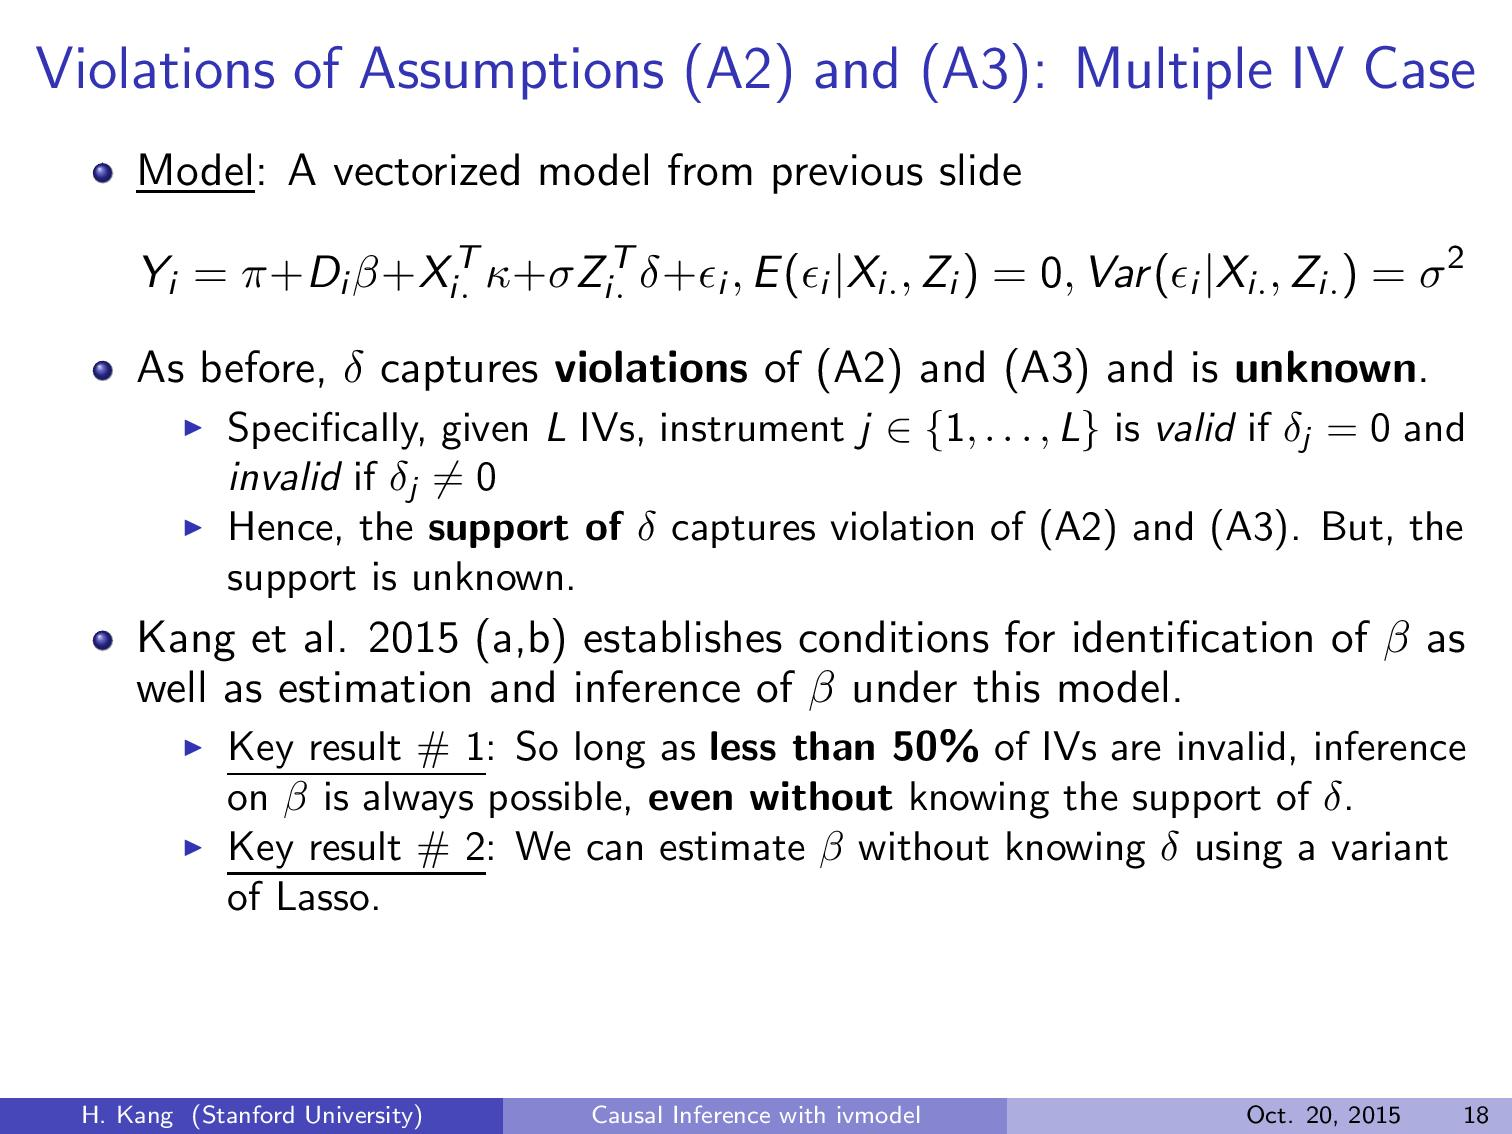 Violations of Assumptions (A2) and (A3): Multiple IV Case
Model: A vectorized model from previous slide
Y_i = π+D_iβ+X_{i.}^T κ+σZ_{i.}^T δ+ϵ_i, E(ϵ_i|X_{i.}, Z_i) = 0, Var(ϵ_i|X_{i.}, Z_{i.}) = σ^2
As before, δ captures violations of (A2) and (A3) and is unknown.
Specifically, given L IVs, instrument j ∈ {1, . . . , L} is valid if δ_j = 0 and
invalid if δ_j ≠ 0
Hence, the support of δ captures violation of (A2) and (A3). But, the
support is unknown.
Kang et al. 2015 (a,b) establishes conditions for identification of β as
well as estimation and inference of β under this model.
Key result # 1: So long as less than 50% of IVs are invalid, inference
on β is always possible, even without knowing the support of δ.
Key result # 2: We can estimate β without knowing δ using a variant
of Lasso.
H. Kang (Stanford University) Causal Inference with ivmodel Oct. 20, 2015 18